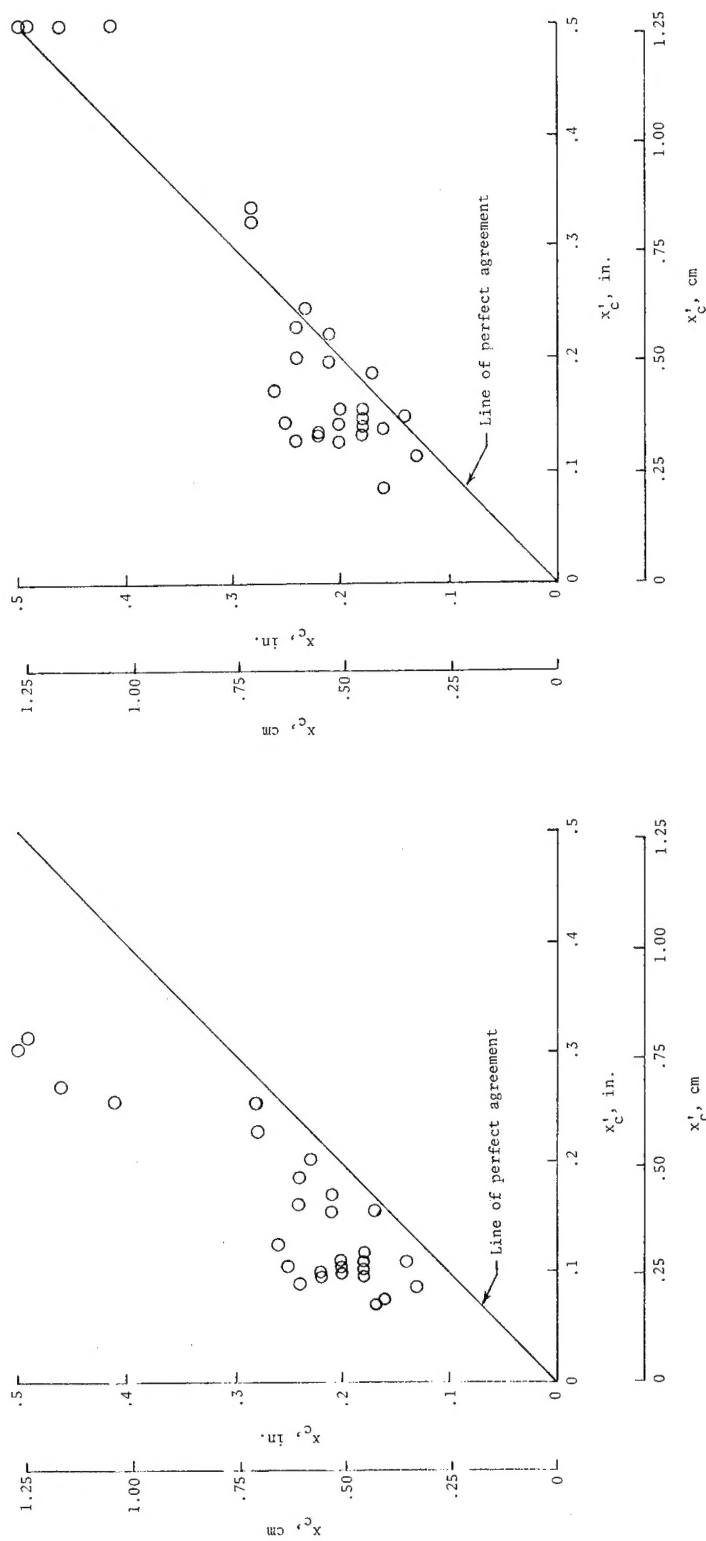 1.25
1.00
.75
.50
.25
0
x_c, cm
.5
.4
.3
.2
.1
0
x_c, in.
Line of perfect agreement
0 .1 .2 .3 .4 .5
x'_c, in.
0 .25 .50 .75 1.00 1.25
x'_c, cm
1.25
1.00
.75
.50
.25
0
x_c, cm
.5
.4
.3
.2
.1
0
x_c, in.
Line of perfect agreement
0 .1 .2 .3 .4 .5
x'_c, in.
0 .25 .50 .75 1.00 1.25
x'_c, cm